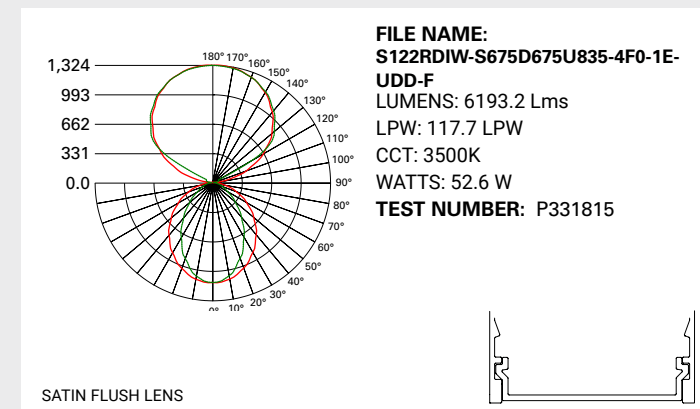 FILE NAME:
S122RDIW-S675D675U835-4F0-1E-
UDD-F
LUMENS: 6193.2 Lms
LPW: 117.7 LPW
CCT: 3500K
WATTS: 52.6 W
TEST NUMBER: P331815
1,324
993
662
331
0.0
180°
170°
160°
150°
140°
130°
120°
110°
100°
90°
80°
70°
60°
50°
40°
30°
20°
10°
0°
SATIN FLUSH LENS